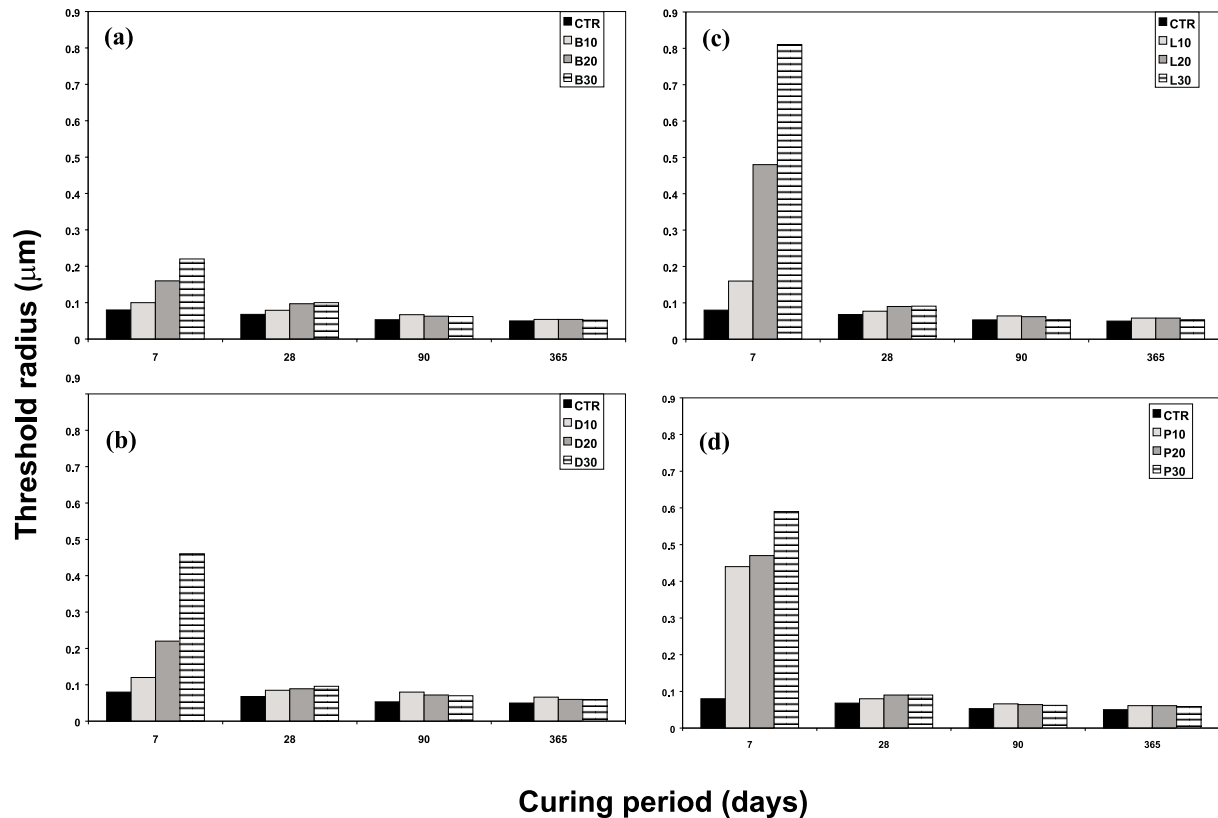 Threshold radius (μm)
(a)
CTR
B10
B20
B30
0.9
0.8
0.7
0.6
0.5
0.4
0.3
0.2
0.1
0
7 28 90 365
(b)
CTR
D10
D20
D30
0.9
0.8
0.7
0.6
0.5
0.4
0.3
0.2
0.1
0
7 28 90 365
(c)
CTR
L10
L20
L30
0.9
0.8
0.7
0.6
0.5
0.4
0.3
0.2
0.1
0
7 28 90 365
(d)
CTR
P10
P20
P30
0.9
0.8
0.7
0.6
0.5
0.4
0.3
0.2
0.1
0
7 28 90 365
Curing period (days)